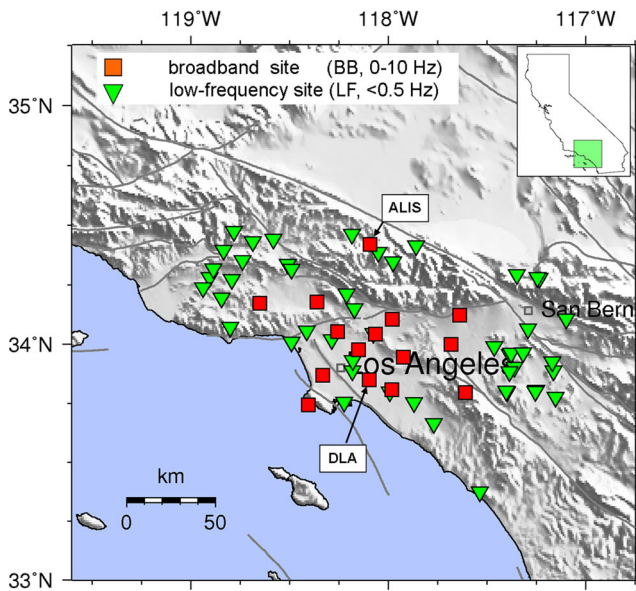 119°W 118°W 117°W
broadband site (BB, 0-10 Hz)
low-frequency site (LF, <0.5 Hz)
35°N
ALIS
San Bern
34°N
Los Angeles
DLA
km
0 50
33°N